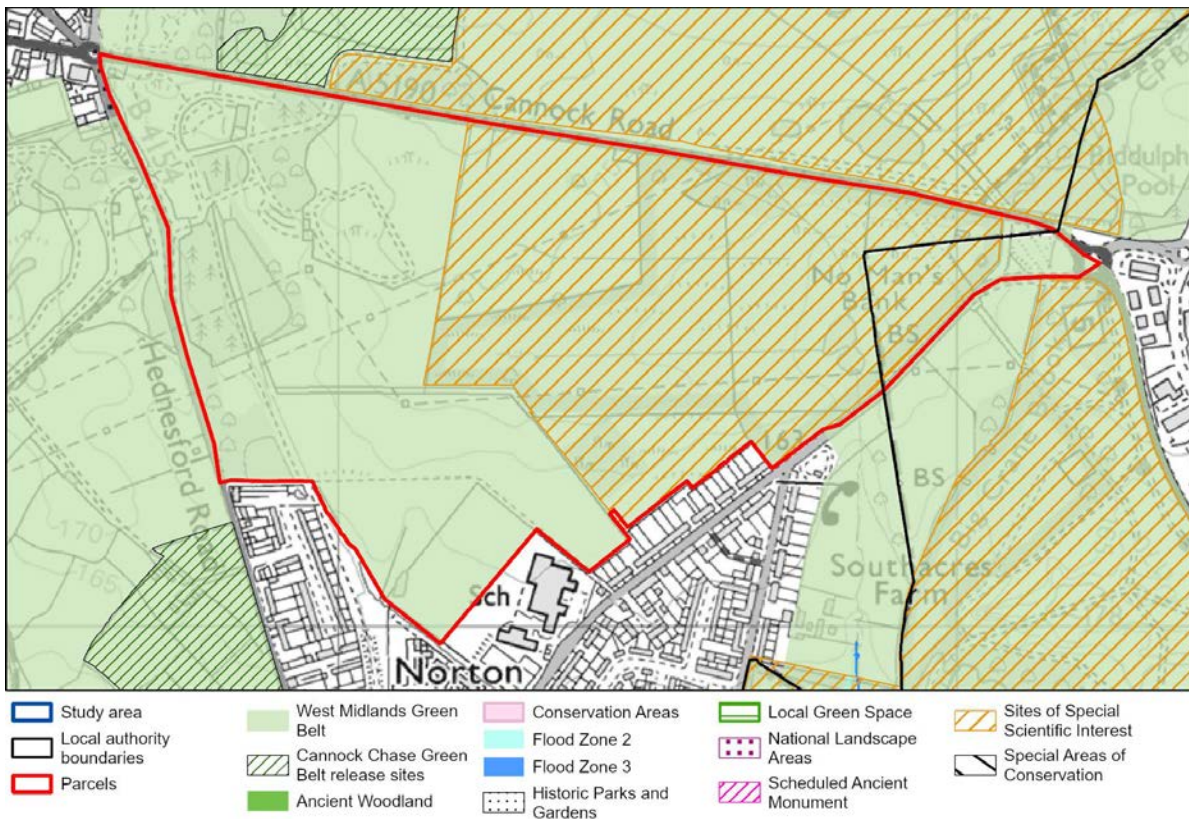 A5190
Cannock Road
B 4154
Biddulph
Pool
No Man's
Bank
BS
Hednesford Road
163
BS
170
165
Southacres
Farm
Sch
Norton
Study area
Local authority
boundaries
Parcels
West Midlands Green
Belt
Cannock Chase Green
Belt release sites
Ancient Woodland
Conservation Areas
Flood Zone 2
Flood Zone 3
Historic Parks and
Gardens
Local Green Space
National Landscape
Areas
Scheduled Ancient
Monument
Sites of Special
Scientific Interest
Special Areas of
Conservation